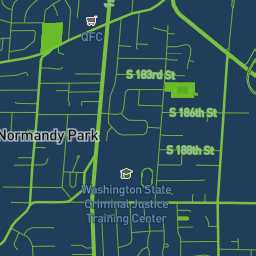 QFC
S 183rd St
S 186th St
Normandy Park
S 188th St
Washington State
Criminal Justice
Training Center